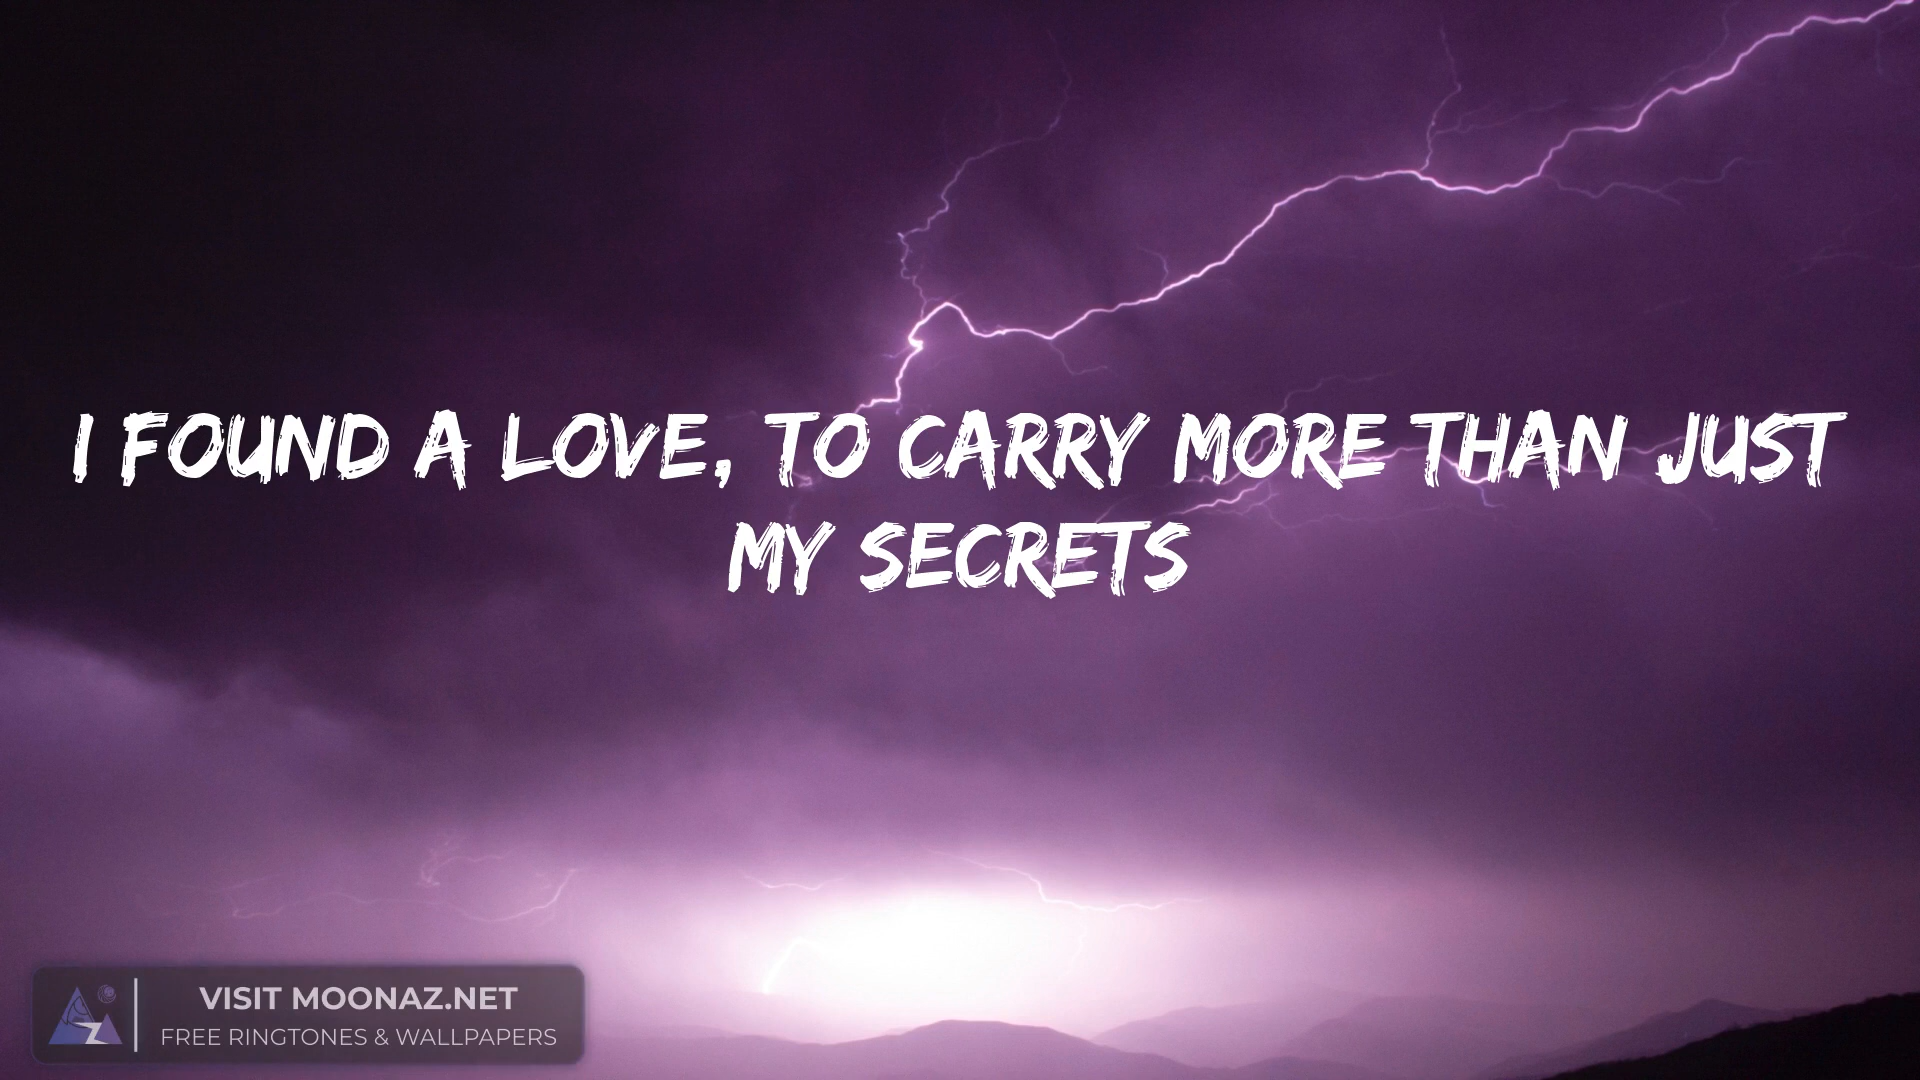 I FOUND A LOVE, TO CARRY MORE THAN JUST
MY SECRETS
VISIT MOONAZ.NET
FREE RINGTONES & WALLPAPERS